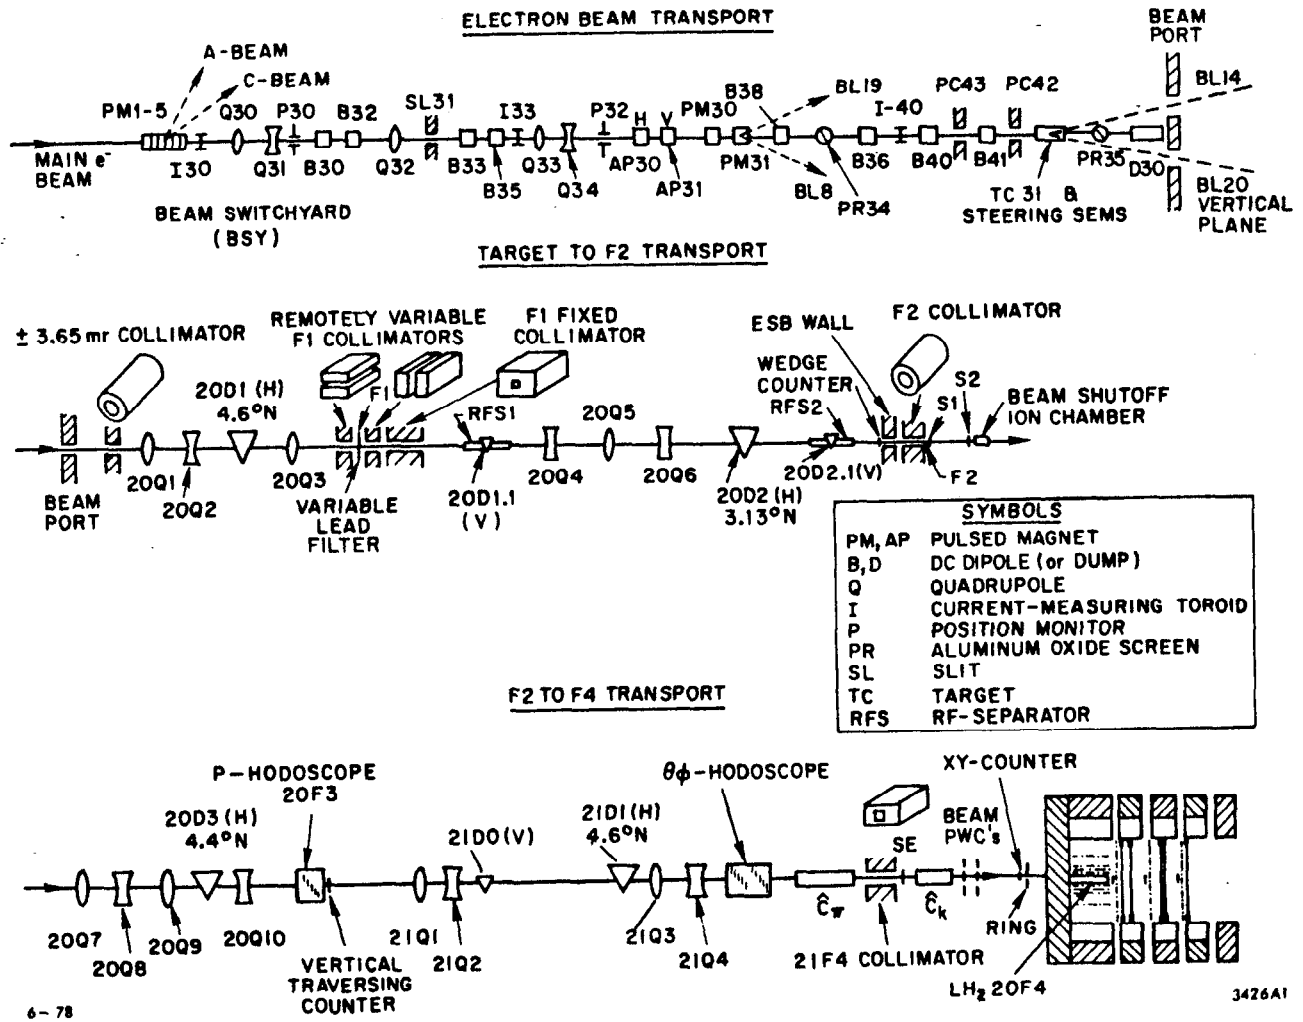 ELECTRON BEAM TRANSPORT
BEAM
PORT
A-BEAM
C-BEAM
BL14
PM1-5
Q30
P30
B32
SL31
I33
P32
H
V
PM30
B38
BL19
I-40
PC43
PC42
MAIN e⁻
BEAM
I30
Q31
B30
Q32
B33
B35
Q33
Q34
AP30
AP31
PM31
BL8
PR34
B36
B40
B41
TC 31 &
STEERING SEMS
PR35
D30
BL20
VERTICAL
PLANE
BEAM SWITCHYARD
(BSY)
TARGET TO F2 TRANSPORT
± 3.65 mr COLLIMATOR
REMOTELY VARIABLE
F1 COLLIMATORS
F1 FIXED
COLLIMATOR
ESB WALL
F2 COLLIMATOR
20D1 (H)
4.6°N
F1
RFS1
20Q5
WEDGE
COUNTER
RFS2
S1
S2
BEAM SHUTOFF
ION CHAMBER
BEAM
PORT
20Q1
20Q2
20Q3
VARIABLE
LEAD
FILTER
20D1.1
(V)
20Q4
20Q6
20D2 (H)
3.13°N
20D2.1(V)
F2
SYMBOLS
PM, AP PULSED MAGNET
B,D DC DIPOLE (or DUMP)
Q QUADRUPOLE
I CURRENT-MEASURING TOROID
P POSITION MONITOR
PR ALUMINUM OXIDE SCREEN
SL SLIT
TC TARGET
RFS RF-SEPARATOR
F2 TO F4 TRANSPORT
P-HODOSCOPE
20F3
θϕ-HODOSCOPE
XY-COUNTER
20D3 (H)
4.4°N
21D0 (V)
21D1 (H)
4.6°N
SE
BEAM
PWC's
20Q7
20Q8
20Q9
20Q10
VERTICAL
TRAVERSING
COUNTER
21Q1
21Q2
21Q3
21Q4
Ĉπ
21F4 COLLIMATOR
Ĉk
RING
LH₂ 20F4
6-78
3426A1